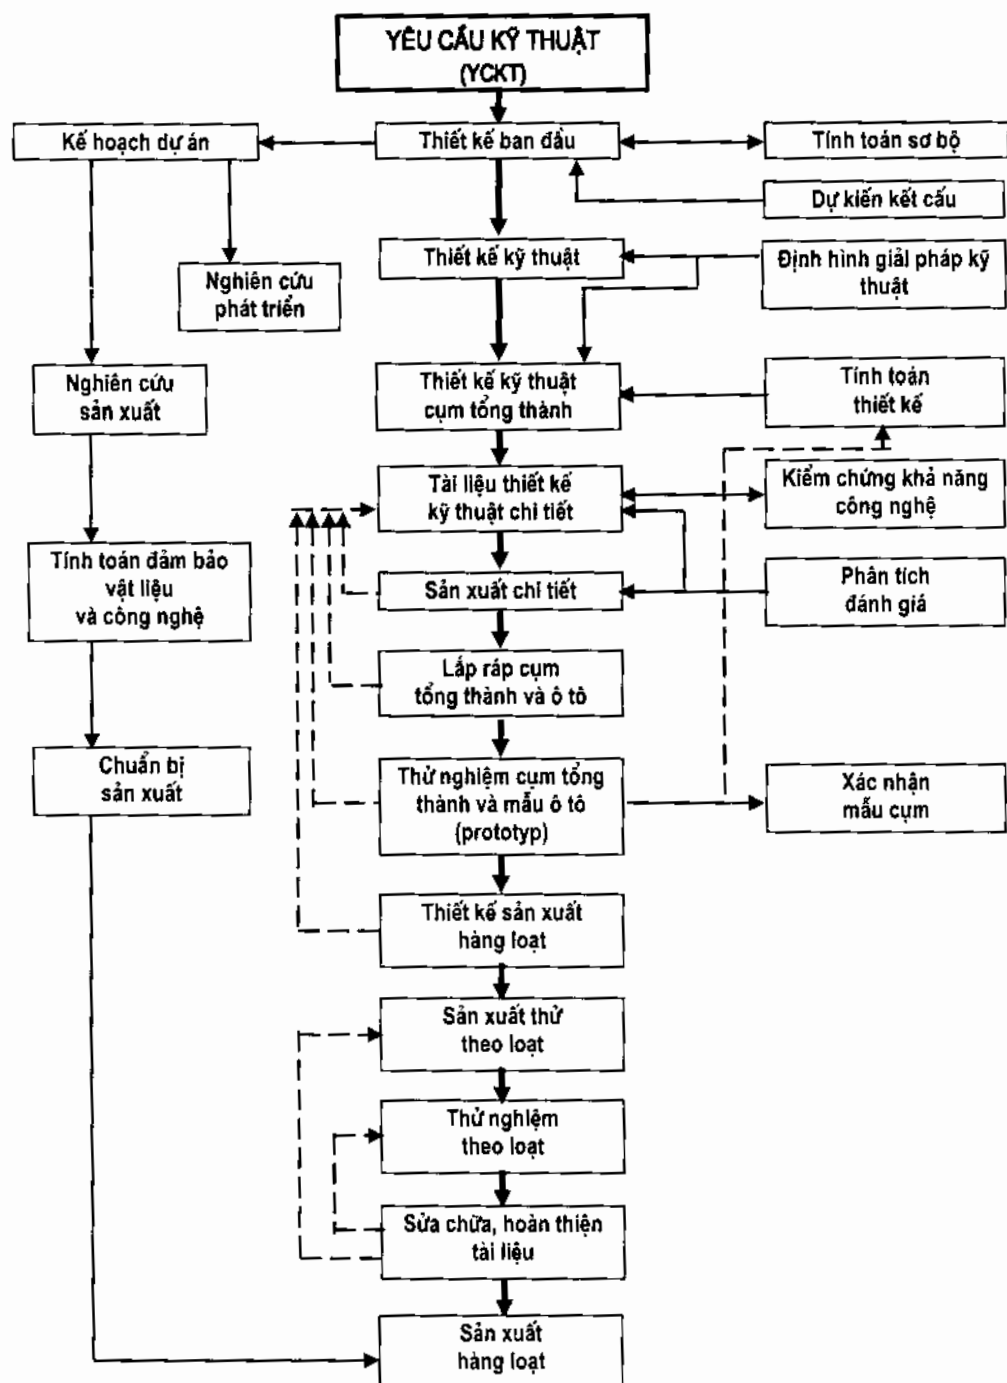 YÊU CẦU KỸ THUẬT
(YCKT)
Kế hoạch dự án
Thiết kế ban đầu
Tính toán sơ bộ
Dự kiến kết cấu
Thiết kế kỹ thuật
Định hình giải pháp kỹ
thuật
Nghiên cứu
phát triển
Nghiên cứu
sản xuất
Thiết kế kỹ thuật
cụm tổng thành
Tính toán
thiết kế
Tài liệu thiết kế
kỹ thuật chi tiết
Kiểm chứng khả năng
công nghệ
Tính toán đảm bảo
vật liệu
và công nghệ
Sản xuất chi tiết
Phân tích
đánh giá
Lắp ráp cụm
tổng thành và ô tô
Chuẩn bị
sản xuất
Thử nghiệm cụm tổng
thành và mẫu ô tô
(prototyp)
Xác nhận
mẫu cụm
Thiết kế sản xuất
hàng loạt
Sản xuất thử
theo loạt
Thử nghiệm
theo loạt
Sửa chữa, hoàn thiện
tài liệu
Sản xuất
hàng loạt